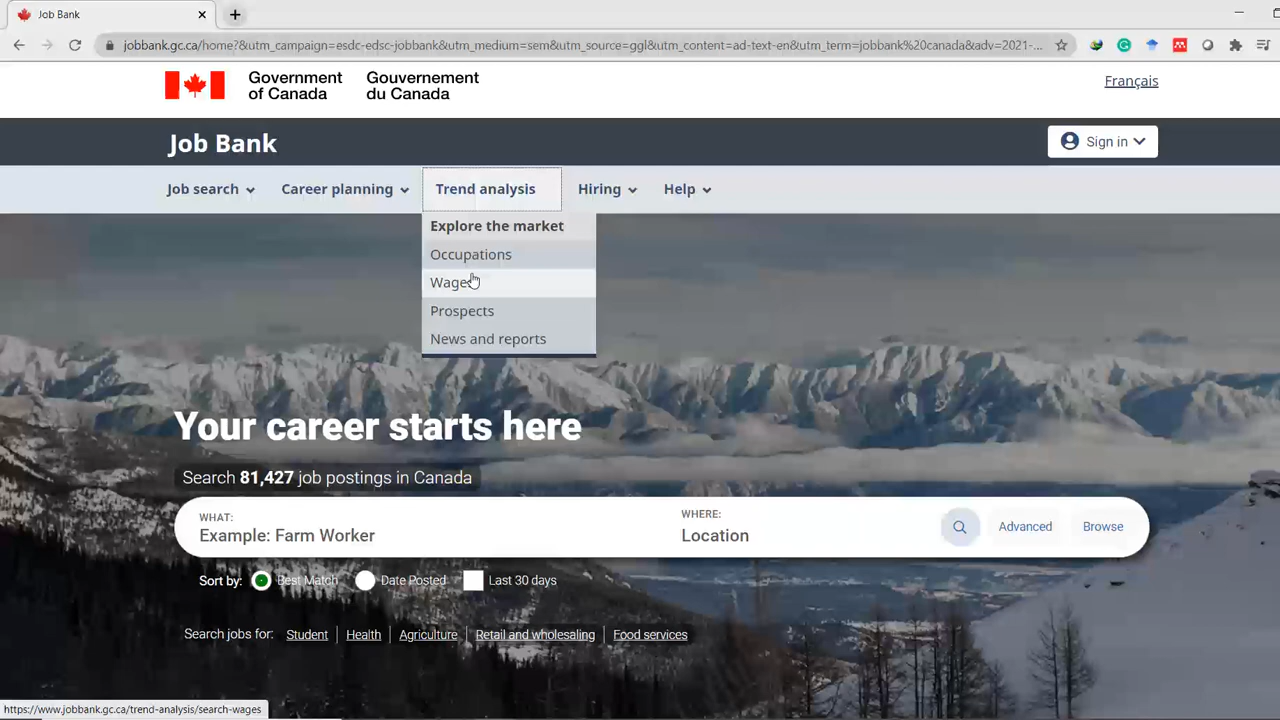 Job Bank
jobbank.gc.ca/home?&utm_campaign=esdc-edsc-jobbank&utm_medium=sem&utm_source=ggl&utm_content=ad-text-en&utm_term=jobbank%20canada&adv=2021-...
Government of Canada
Gouvernement du Canada
Français
Job Bank
Sign in
Job search Career planning Trend analysis Hiring Help
Explore the market
Occupations
Wages
Prospects
News and reports
Your career starts here
Search 81,427 job postings in Canada
WHAT: WHERE:
Example: Farm Worker Location Advanced Browse
Sort by: Best Match Date Posted Last 30 days
Search jobs for: Student Health Agriculture Retail and wholesaling Food services
https://www.jobbank.gc.ca/trend-analysis/search-wages